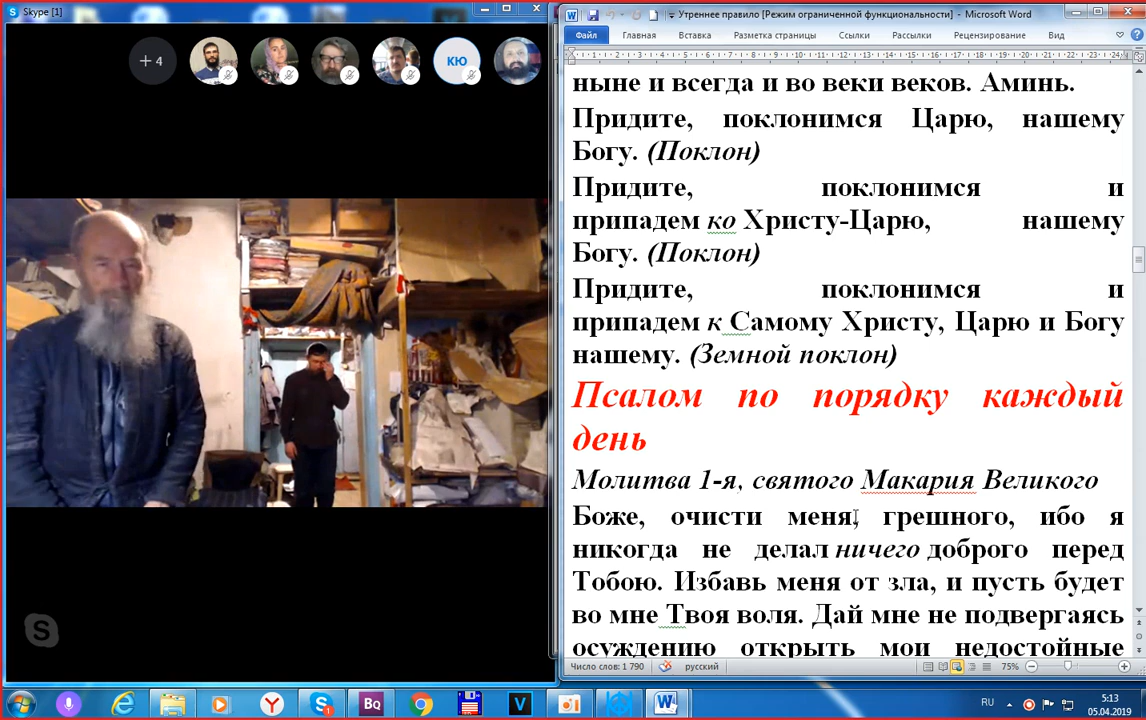 Skype [1]
+ 4
КЮ
Утреннее правило [Режим ограниченной функциональности] - Microsoft Word
Файл Главная Вставка Разметка страницы Ссылки Рассылки Рецензирование Вид
ныне и всегда и во веки веков. Аминь.
Придите, поклонимся Царю, нашему
Богу. (Поклон)
Придите, поклонимся и
припадем ко Христу-Царю, нашему
Богу. (Поклон)
Придите, поклонимся и
припадем к Самому Христу, Царю и Богу
нашему. (Земной поклон)
Псалом по порядку каждый
день
Молитва 1-я, святого Макария Великого
Боже, очисти меня, грешного, ибо я
никогда не делал ничего доброго перед
Тобою. Избавь меня от зла, и пусть будет
во мне Твоя воля. Дай мне не подвергаясь
осуждению открыть мои недостойные
Число слов: 1 790 русский 75%
RU 5:13
05.04.2019